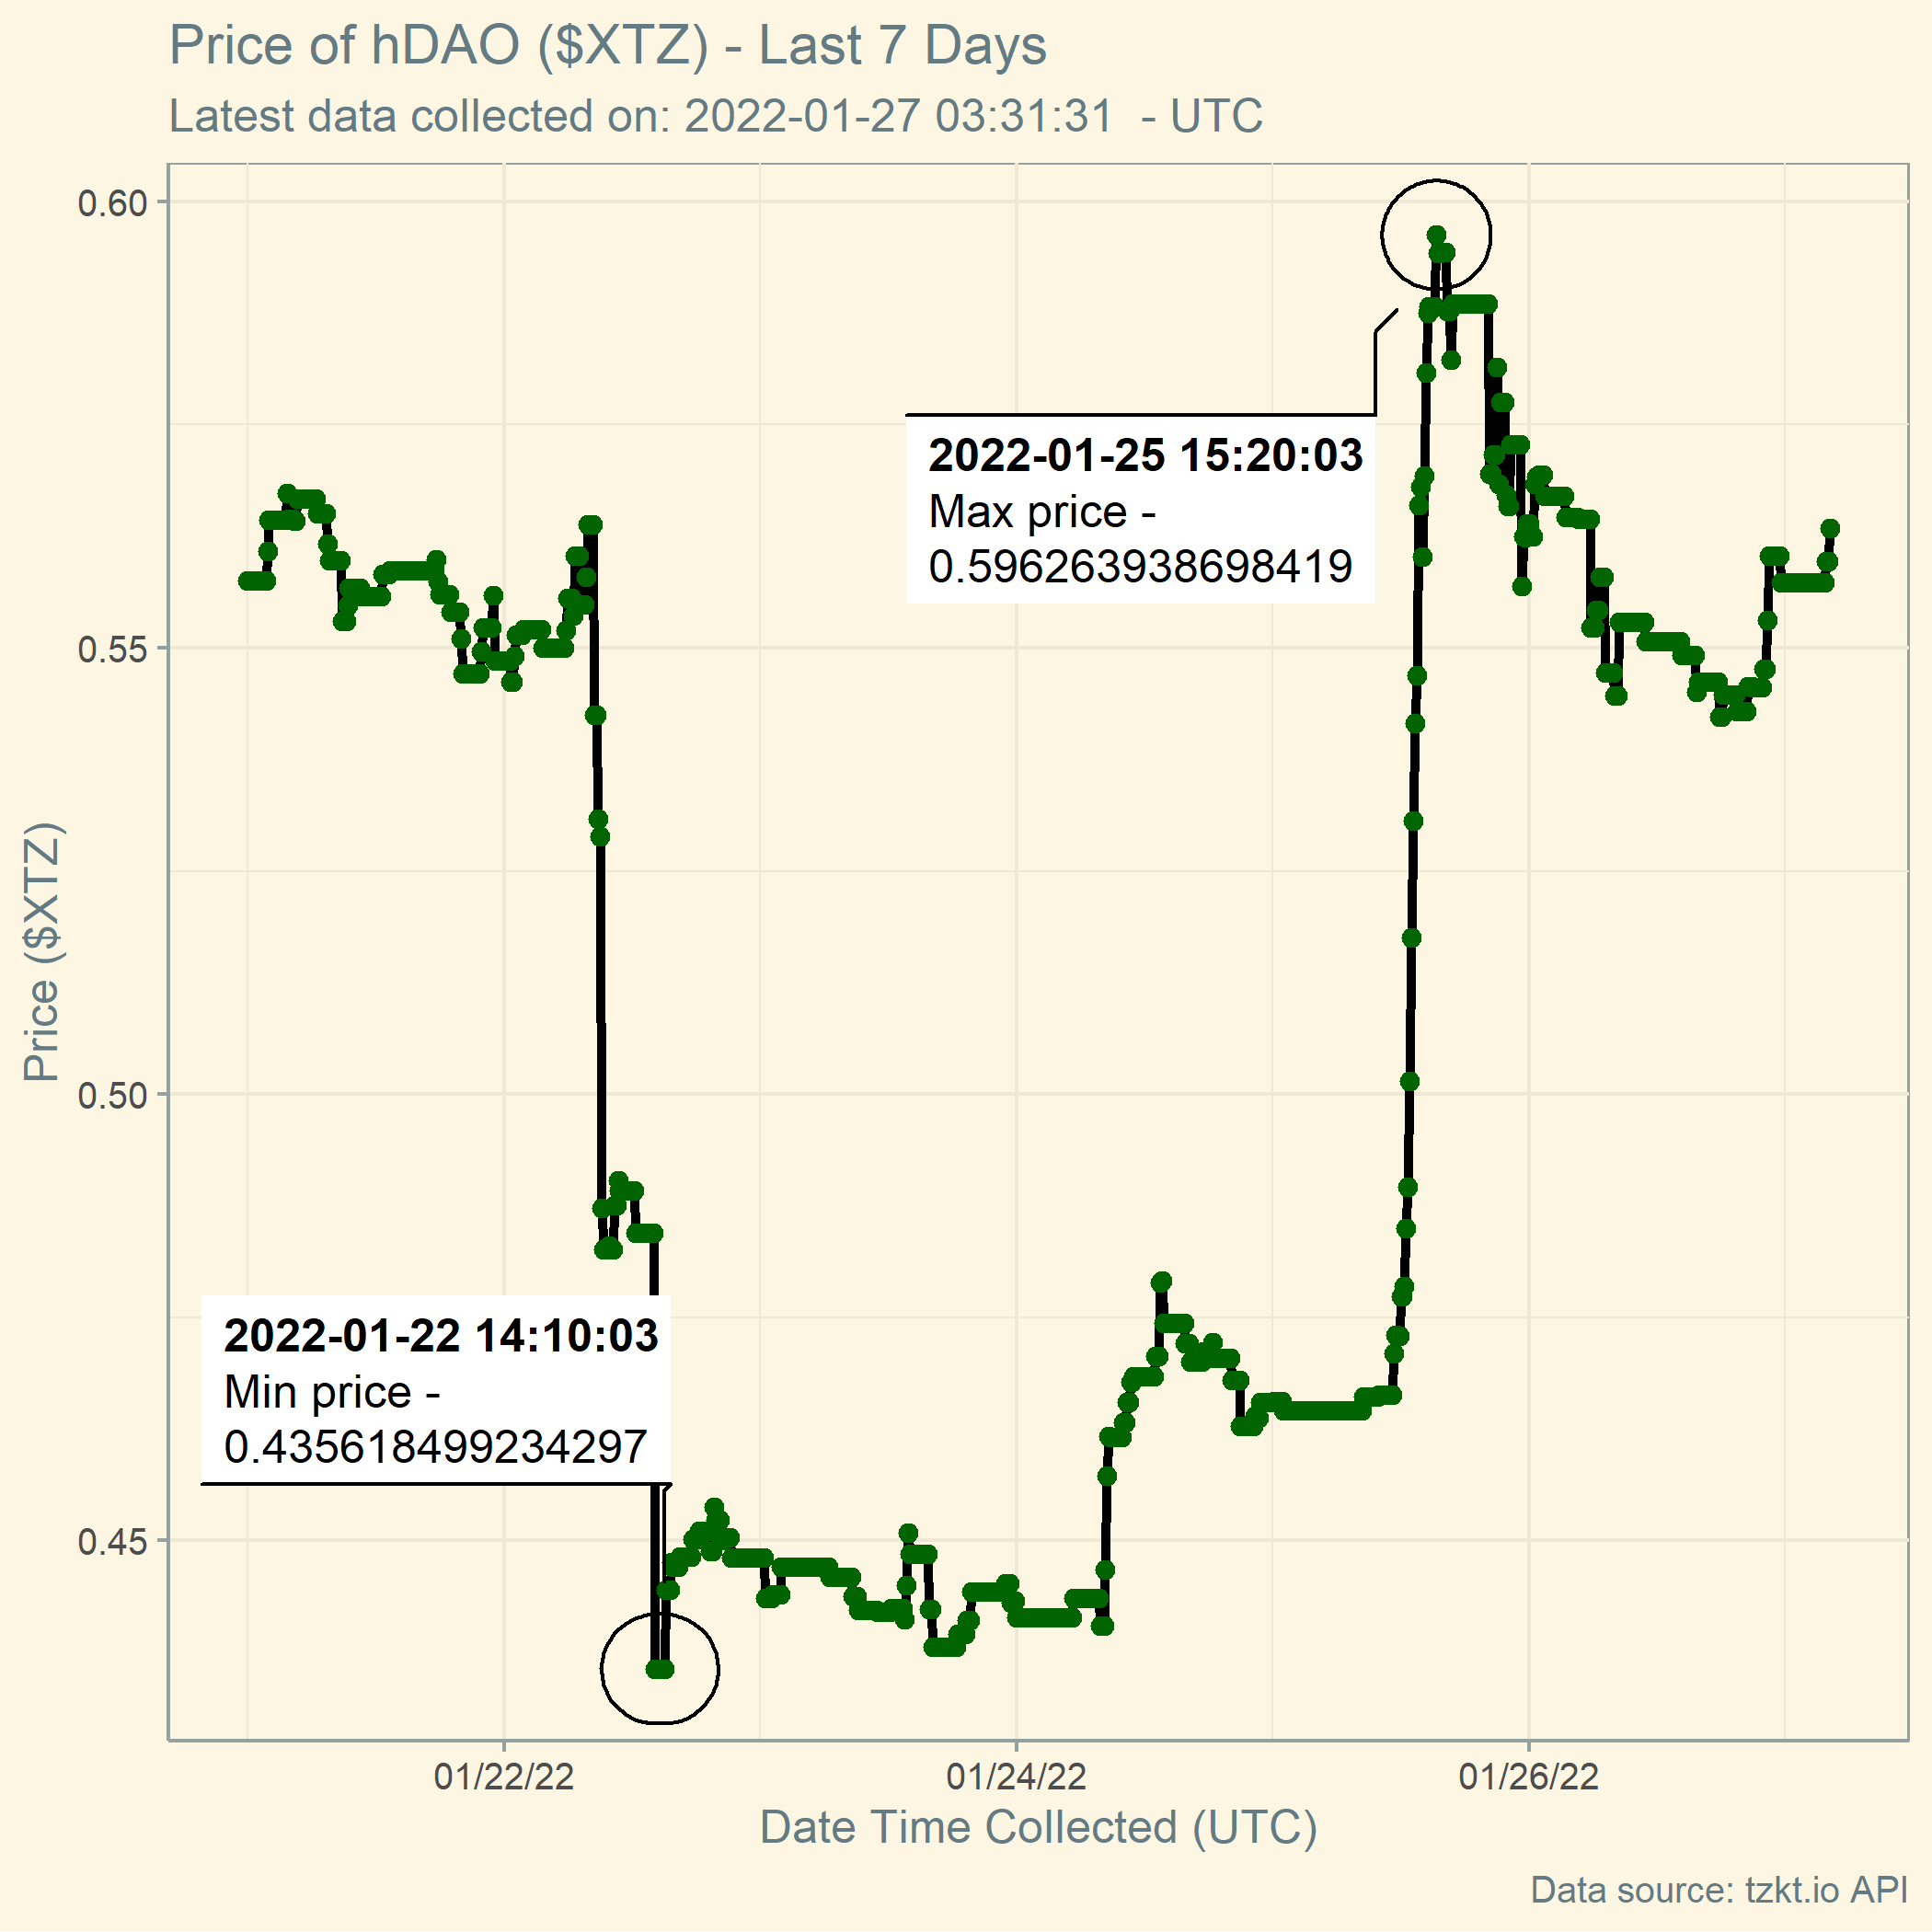 Price of hDAO ($XTZ) - Last 7 Days
Latest data collected on: 2022-01-27 03:31:31  - UTC
Price ($XTZ)
0.60
0.55
0.50
0.45
2022-01-25 15:20:03
Max price -
0.596263938698419
2022-01-22 14:10:03
Min price -
0.435618499234297
01/22/22
01/24/22
01/26/22
Date Time Collected (UTC)
Data source: tzkt.io API